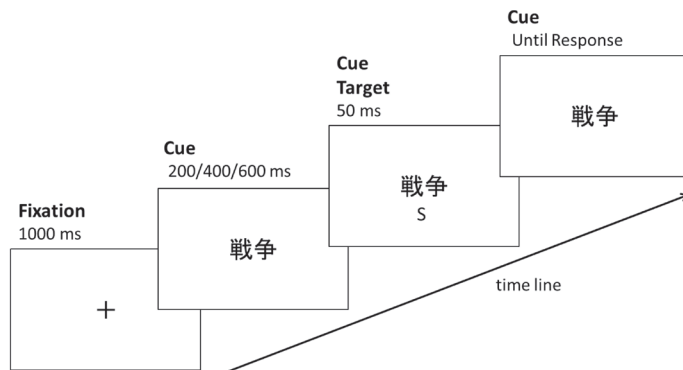 Fixation
1000 ms
+
Cue
200/400/600 ms
戦争
Cue
Target
50 ms
戦争
S
Cue
Until Response
戦争
time line